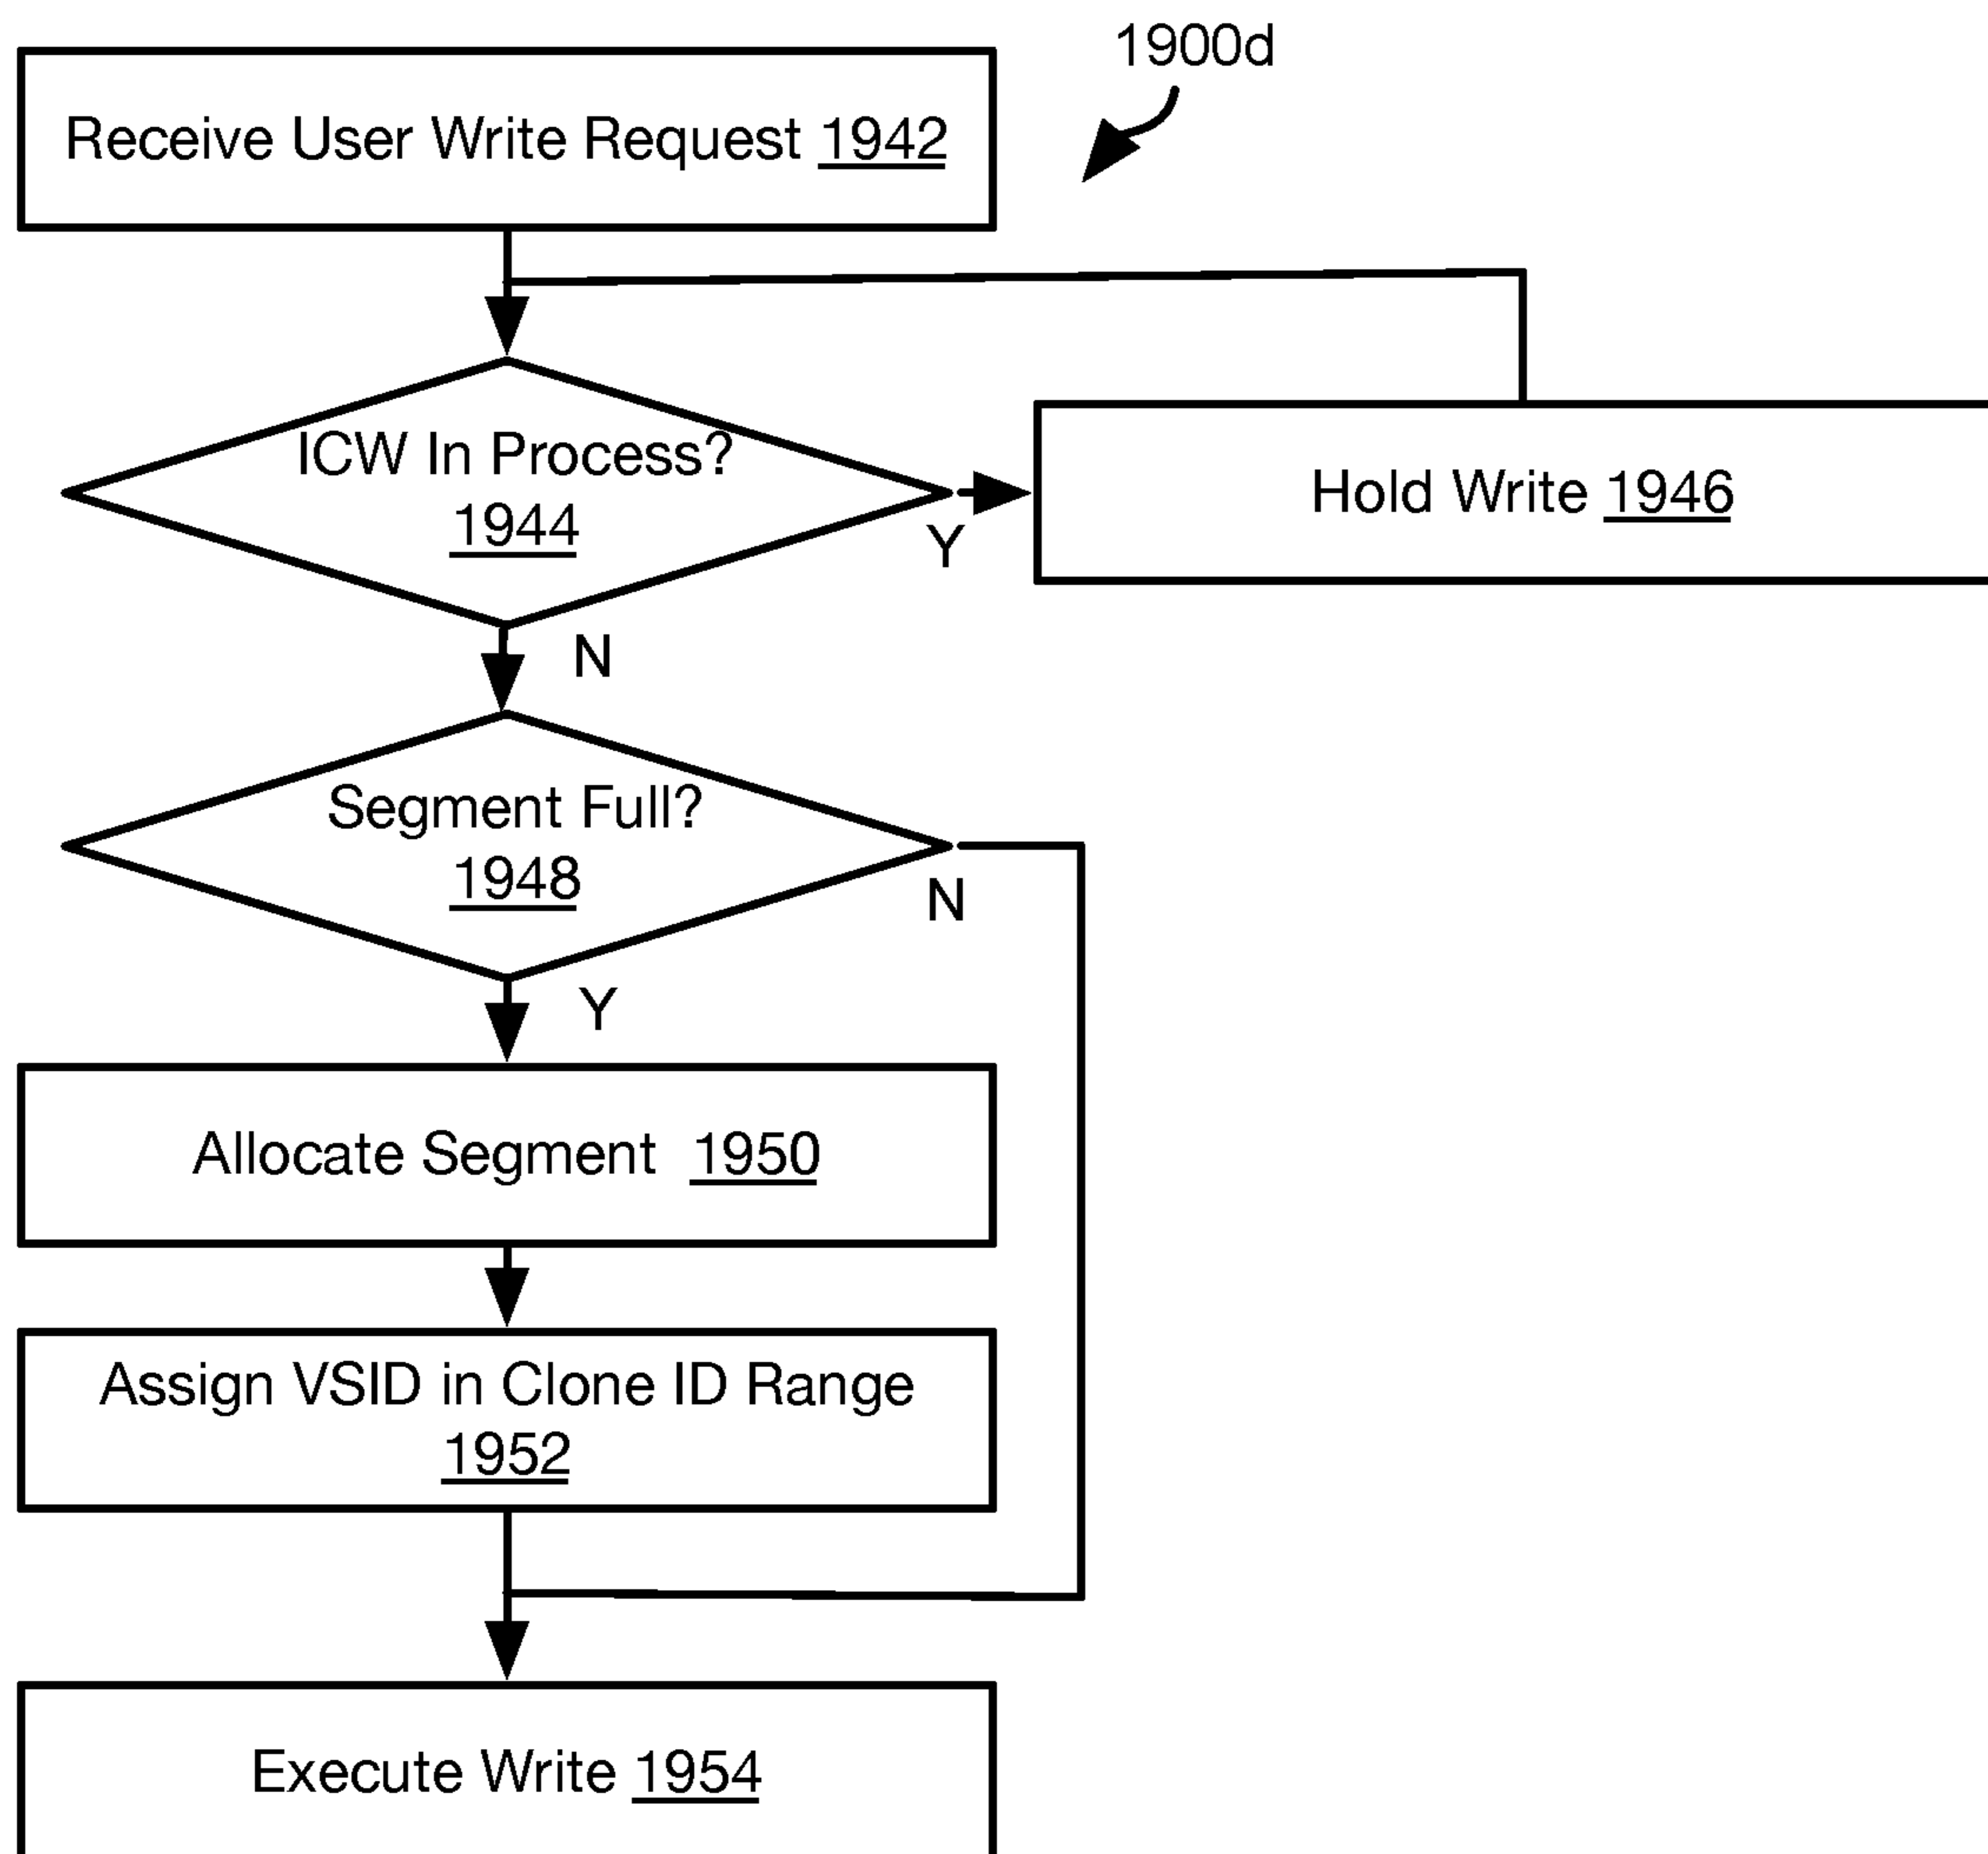 1900d
Receive User Write Request 1942
ICW In Process?
1944
Y
Hold Write 1946
N
Segment Full?
1948
N
Y
Allocate Segment 1950
Assign VSID in Clone ID Range
1952
Execute Write 1954